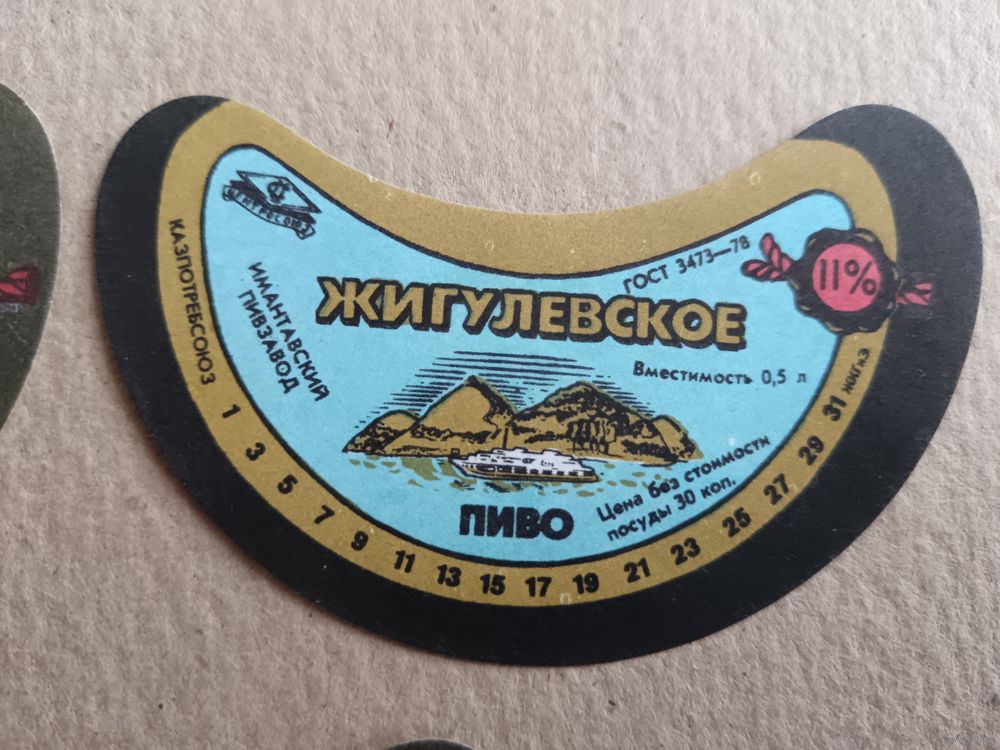 ЦЕНТРОСОЮЗ
КАЗПОТРЕБСОЮЗ
ИМАНТАВСКИЙ
ПИВЗАВОД
ГОСТ 3473—78
11%
ЖИГУЛЕВСКОЕ
Вместимость 0,5 л
Цена без стоимости
посуды 30 коп.
ПИВО
1 3 5 7 9 11 13 15 17 19 21 23 25 27 29 31